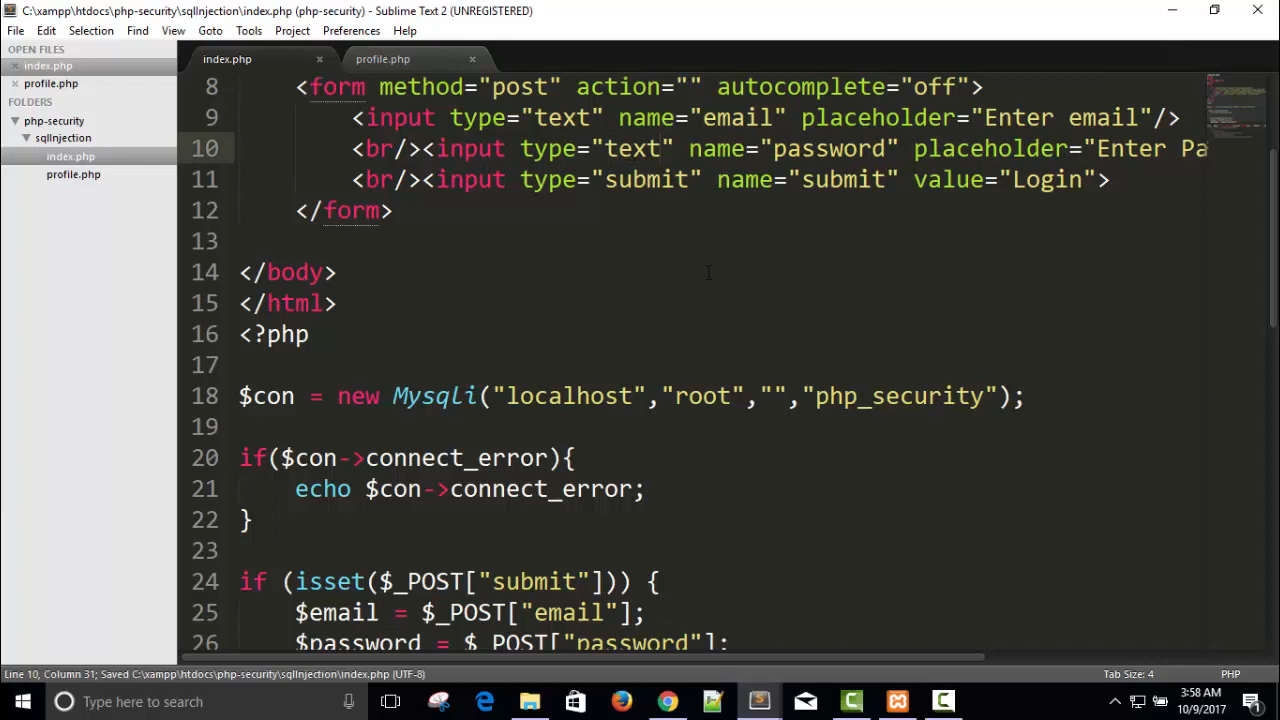 C:\xampp\htdocs\php-security\sqlInjection\index.php (php-security) - Sublime Text 2 (UNREGISTERED)
File Edit Selection Find View Goto Tools Project Preferences Help
OPEN FILES
index.php
profile.php
FOLDERS
php-security
sqlInjection
index.php
profile.php
index.php profile.php
8 <form method="post" action="" autocomplete="off">
9 <input type="text" name="email" placeholder="Enter email"/>
10 <br/><input type="text" name="password" placeholder="Enter Pa
11 <br/><input type="submit" name="submit" value="Login">
12 </form>
13
14 </body>
15 </html>
16 <?php
17
18 $con = new Mysqli("localhost","root","","php_security");
19
20 if($con->connect_error){
21 echo $con->connect_error;
22 }
23
24 if (isset($_POST["submit"])) {
25 $email = $_POST["email"];
26 $password = $_POST["password"];
Line 10, Column 31; Saved C:\xampp\htdocs\php-security\sqlInjection\index.php (UTF-8) Tab Size: 4 PHP
Type here to search
3:58 AM
10/9/2017
1